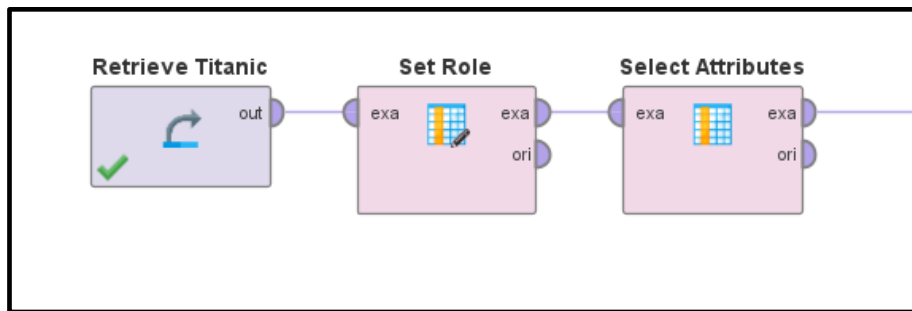 Retrieve Titanic
Set Role
Select Attributes
out
exa
exa
exa
exa
ori
ori